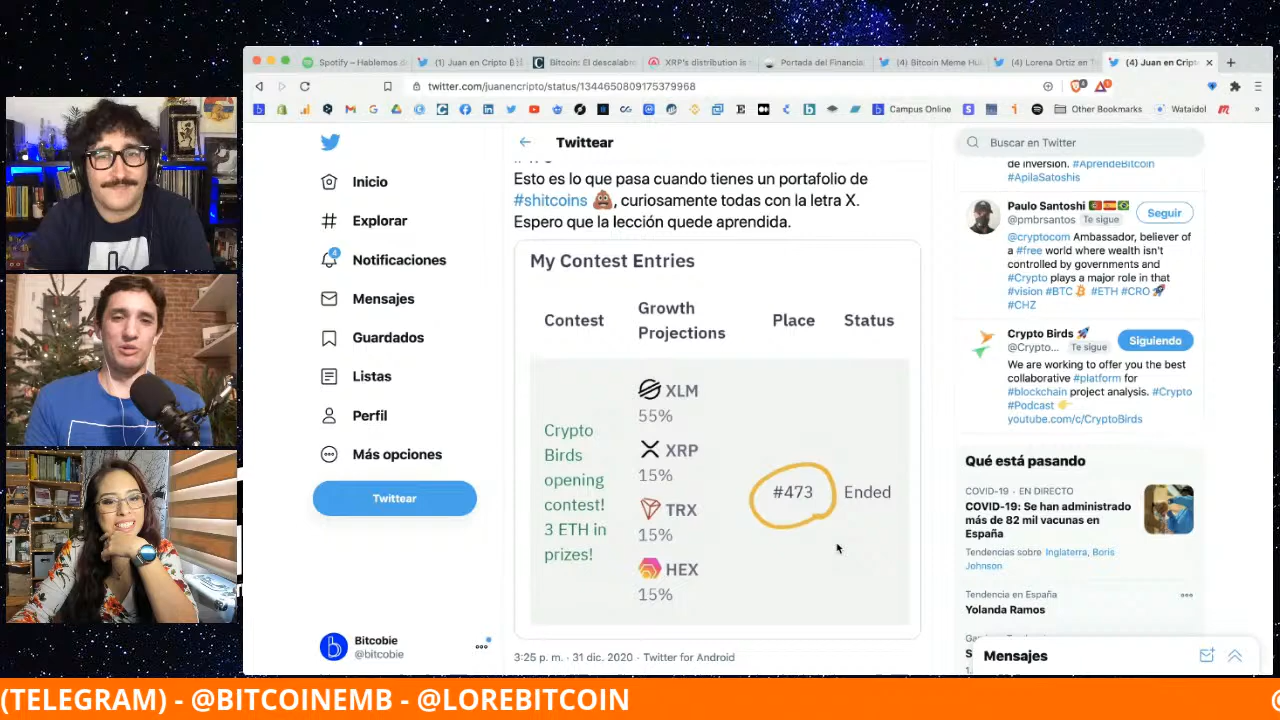 Spotify – Hablemos d
(1) Juan en Cripto B
Bitcoin: El descalabr
XRP's distribution is
Portada del Financia
(4) Bitcoin Meme Hu
(4) Lorena Ortiz en T
(4) Juan en Cript
twitter.com/juanencripto/status/1344650809175379968
Campus Online
Other Bookmarks
Wataidol
Inicio
Explorar
Notificaciones
Mensajes
Guardados
Listas
Perfil
Más opciones
Twittear
Bitcobie
@bitcobie
Twittear
Esto es lo que pasa cuando tienes un portafolio de
#shitcoins 💩, curiosamente todas con la letra X.
Espero que la lección quede aprendida.
My Contest Entries
Contest
Growth
Projections
Place
Status
Crypto
Birds
opening
contest!
3 ETH in
prizes!
XLM
55%
XRP
15%
TRX
15%
HEX
15%
#473
Ended
3:25 p. m. · 31 dic. 2020 · Twitter for Android
Buscar en Twitter
de inversión. #AprendeBitcoin
#ApilaSatoshis
Paulo Santoshi
@pmbrsantos Te sigue
Seguir
@cryptocom Ambassador, believer of
a #free world where wealth isn't
controlled by governments and
#Crypto plays a major role in that
#vision #BTC #ETH #CRO 🚀
#CHZ
Crypto Birds 🚀
@Crypto... Te sigue
Siguiendo
We are working to offer you the best
collaborative #platform for
#blockchain project analysis. #Crypto
#Podcast 👉
youtube.com/c/CryptoBirds
Qué está pasando
COVID-19 · EN DIRECTO
COVID-19: Se han administrado
más de 82 mil vacunas en
España
Tendencias sobre Inglaterra, Boris
Johnson
Tendencia en España
Yolanda Ramos
Mensajes
(TELEGRAM) - @BITCOINEMB - @LOREBITCOIN